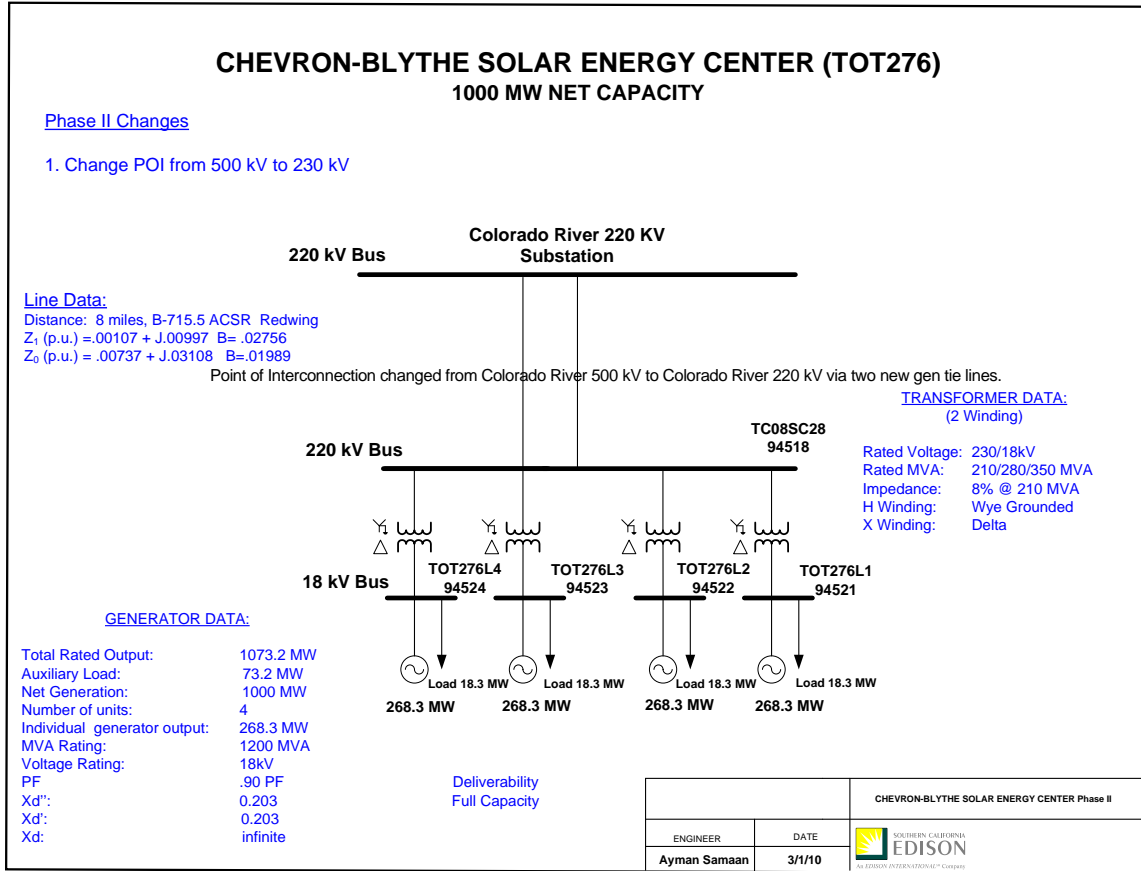 CHEVRON-BLYTHE SOLAR ENERGY CENTER (TOT276)
1000 MW NET CAPACITY
Phase II Changes
1. Change POI from 500 kV to 230 kV
Colorado River 220 KV
Substation
220 kV Bus
Line Data:
Distance: 8 miles, B-715.5 ACSR Redwing
Z1 (p.u.) =.00107 + J.00997 B= .02756
Z0 (p.u.) = .00737 + J.03108 B=.01989
Point of Interconnection changed from Colorado River 500 kV to Colorado River 220 kV via two new gen tie lines.
TRANSFORMER DATA:
(2 Winding)
Rated Voltage: 230/18kV
Rated MVA: 210/280/350 MVA
Impedance: 8% @ 210 MVA
H Winding: Wye Grounded
X Winding: Delta
TC08SC28
94518
220 kV Bus
TOT276L4
94524
TOT276L3
94523
TOT276L2
94522
TOT276L1
94521
18 kV Bus
Load 18.3 MW
Load 18.3 MW
Load 18.3 MW
Load 18.3 MW
268.3 MW
268.3 MW
268.3 MW
268.3 MW
GENERATOR DATA:
Total Rated Output: 1073.2 MW
Auxiliary Load: 73.2 MW
Net Generation: 1000 MW
Number of units: 4
Individual generator output: 268.3 MW
MVA Rating: 1200 MVA
Voltage Rating: 18kV
PF .90 PF
Xd'': 0.203
Xd': 0.203
Xd: infinite
Deliverability
Full Capacity
CHEVRON-BLYTHE SOLAR ENERGY CENTER Phase II
ENGINEER DATE
Ayman Samaan 3/1/10
SOUTHERN CALIFORNIA
EDISON
An EDISON INTERNATIONAL® Company